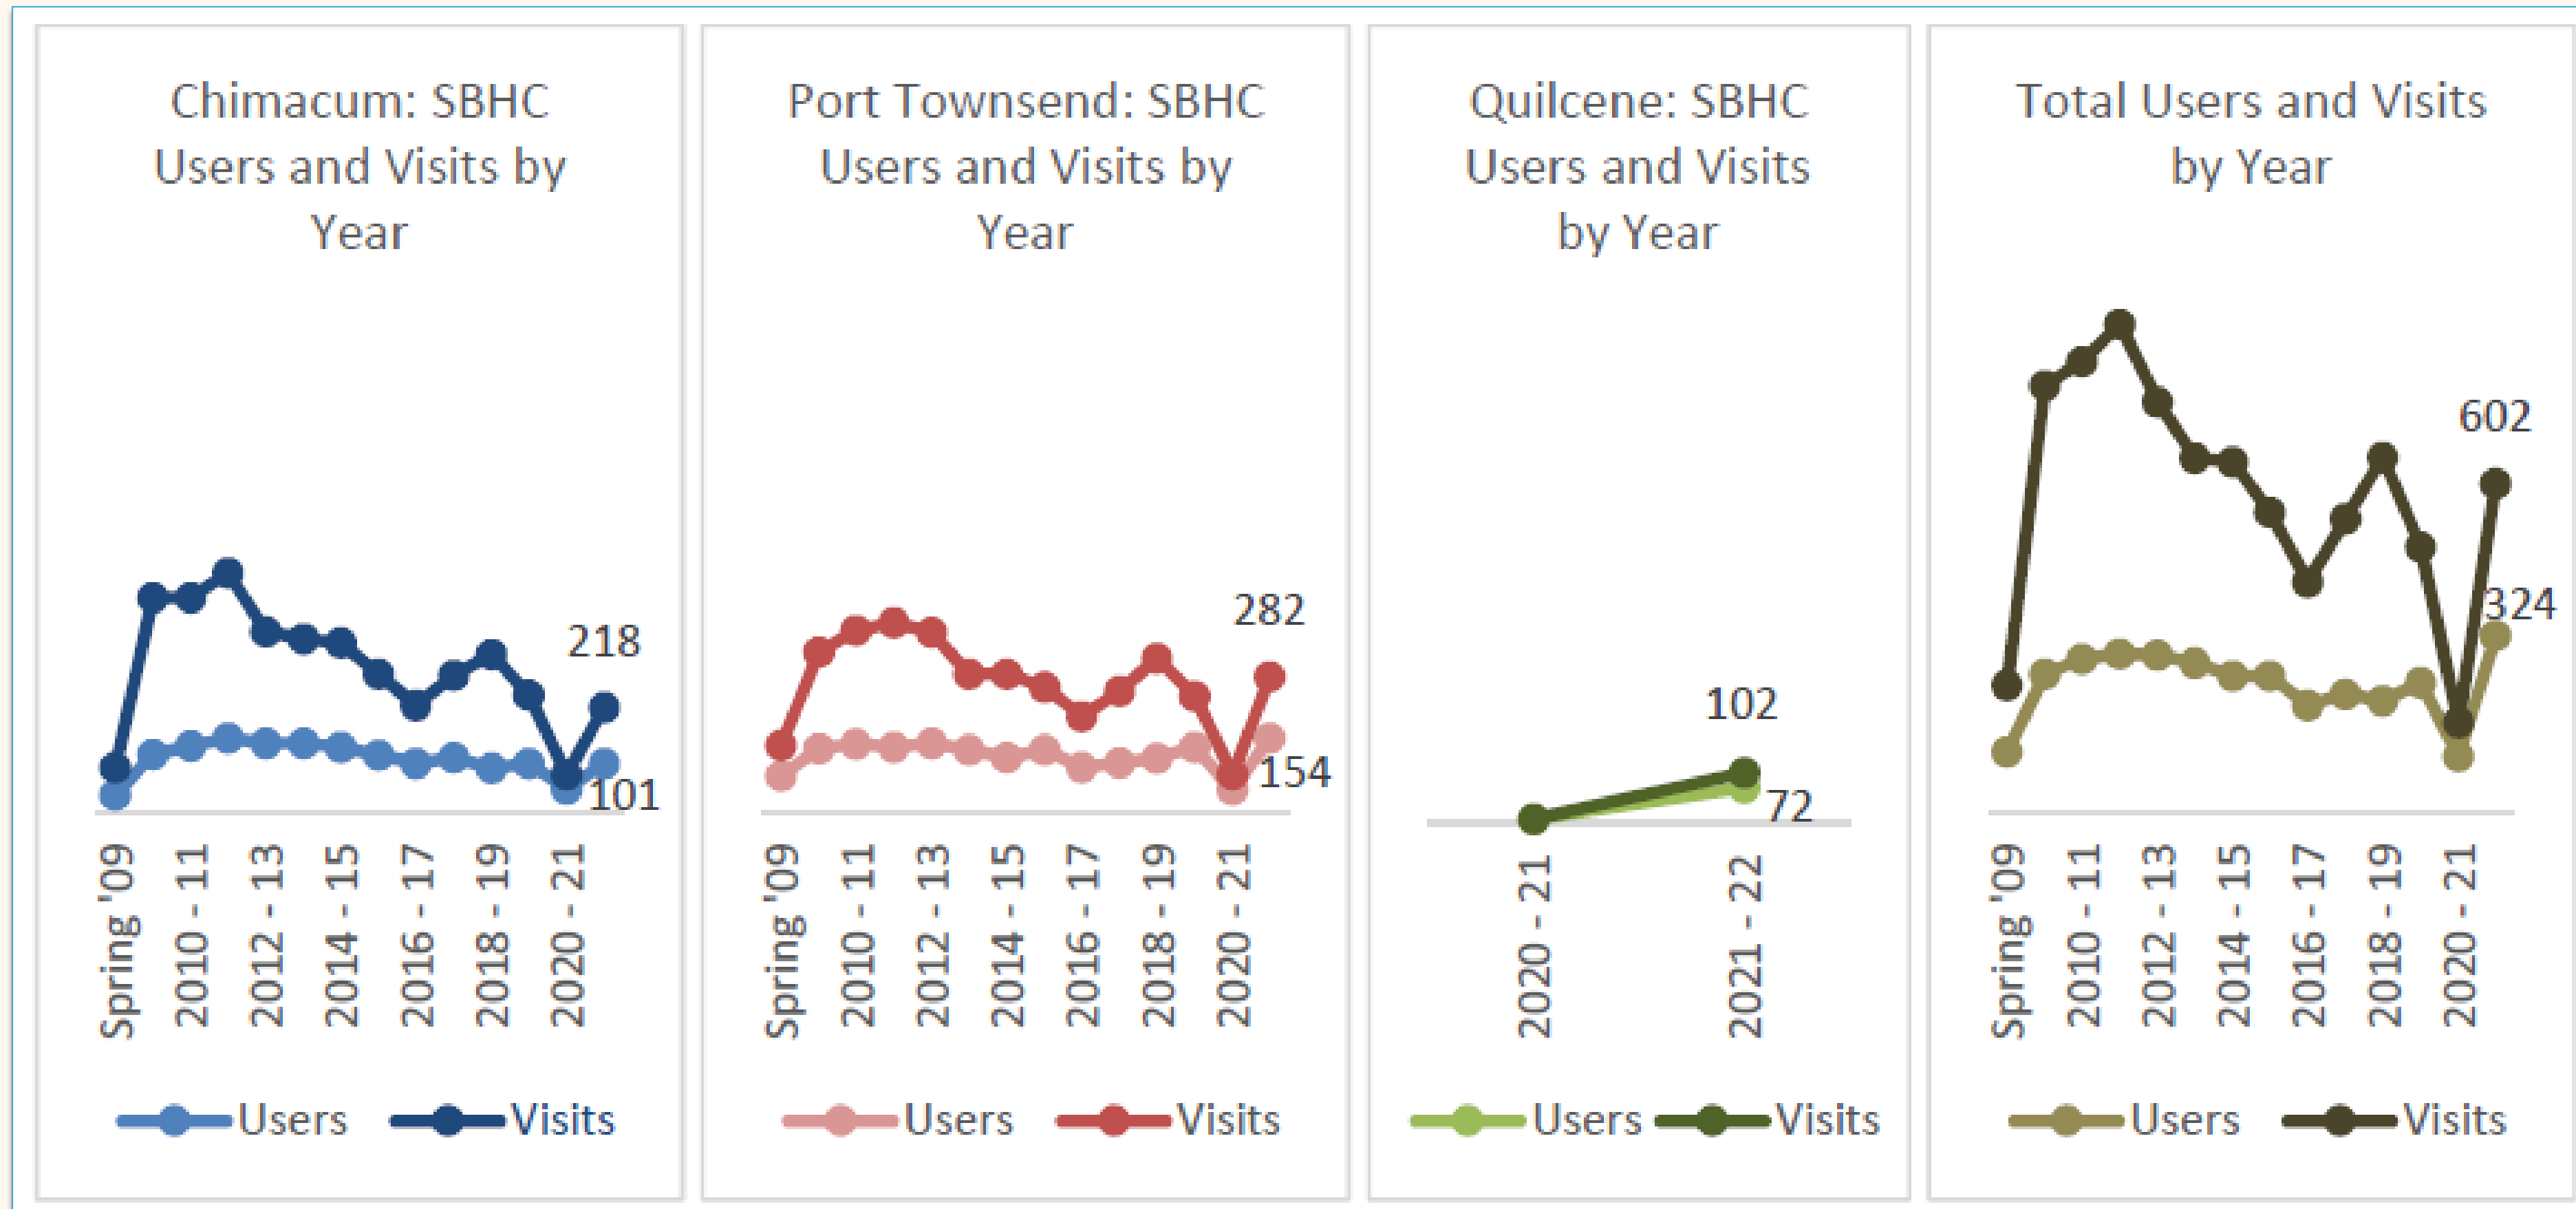 Chimacum: SBHC
Users and Visits by
Year
218
101
Spring '09
2010 - 11
2012 - 13
2014 - 15
2016 - 17
2018 - 19
2020 - 21
Users
Visits
Port Townsend: SBHC
Users and Visits by
Year
282
154
Spring '09
2010 - 11
2012 - 13
2014 - 15
2016 - 17
2018 - 19
2020 - 21
Users
Visits
Quilcene: SBHC
Users and Visits
by Year
102
72
2020 - 21
2021 - 22
Users
Visits
Total Users and Visits
by Year
602
324
Spring '09
2010 - 11
2012 - 13
2014 - 15
2016 - 17
2018 - 19
2020 - 21
Users
Visits